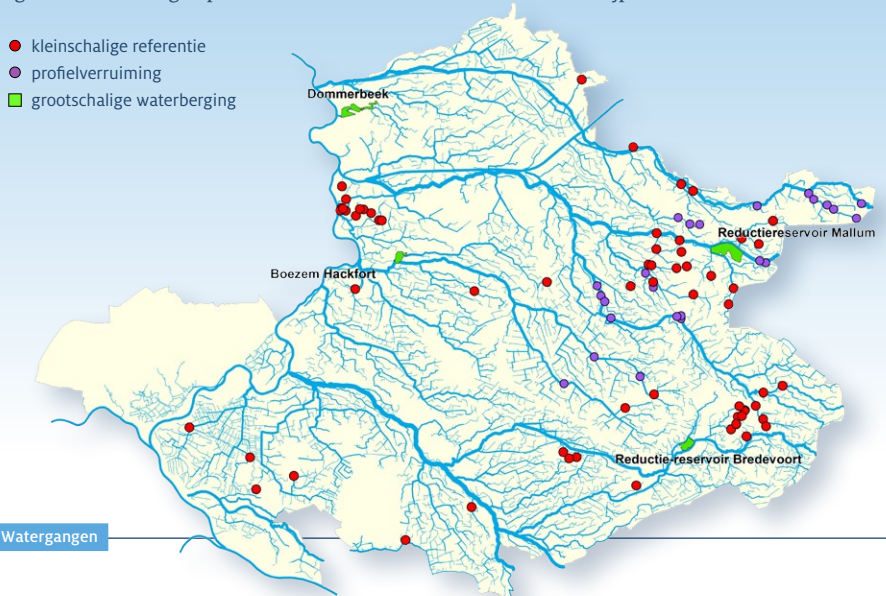 kleinschalige referentie
profielverruiming
grootschalige waterberging
Dommerbeek
Reductiereservoir Mallum
Boezem Hackfort
Reductie-reservoir Bredevoort
Watergangen